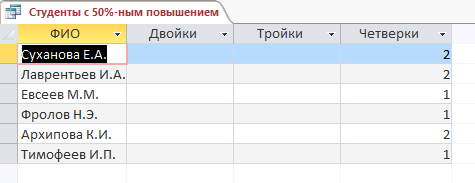 Студенты с 50%-ным повышением
ФИО Двойки Тройки Четверки
Суханова Е.А. 2
Лаврентьев И.А. 2
Евсеев М.М. 1
Фролов Н.Э. 1
Архипова К.И. 2
Тимофеев И.П. 1